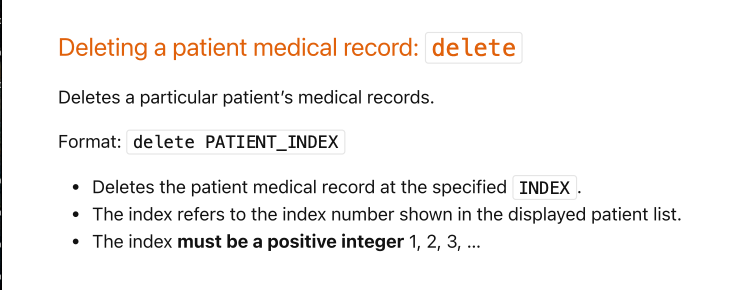 Deleting a patient medical record: delete
Deletes a particular patient’s medical records.
Format: delete PATIENT_INDEX
• Deletes the patient medical record at the specified INDEX.
• The index refers to the index number shown in the displayed patient list.
• The index must be a positive integer 1, 2, 3, …